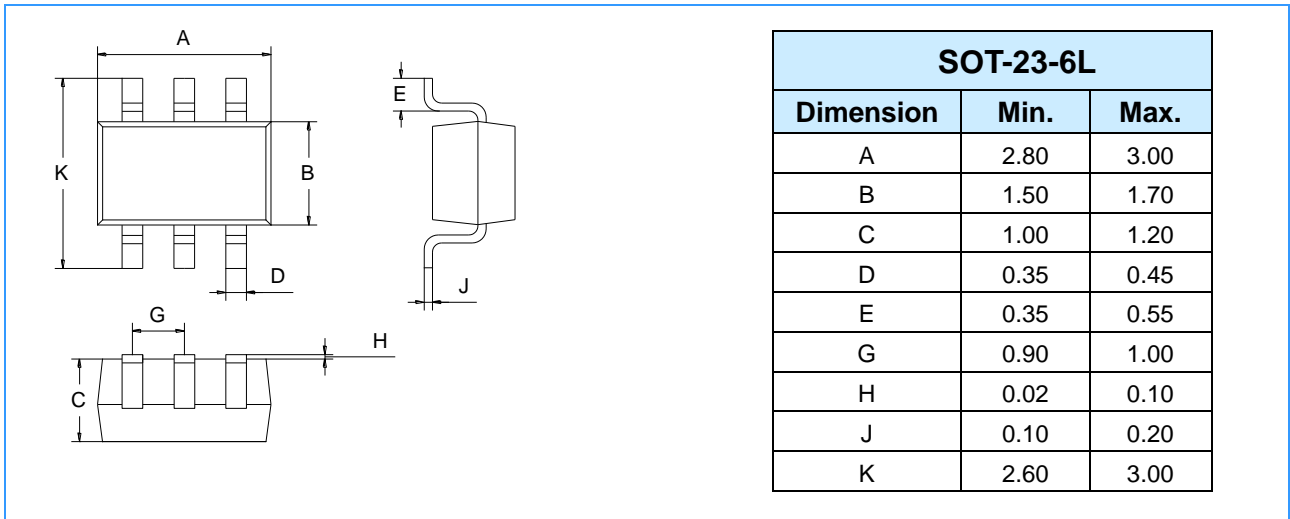 A
K
B
D
E
J
G
H
C
SOT-23-6L
Dimension Min. Max.
A 2.80 3.00
B 1.50 1.70
C 1.00 1.20
D 0.35 0.45
E 0.35 0.55
G 0.90 1.00
H 0.02 0.10
J 0.10 0.20
K 2.60 3.00